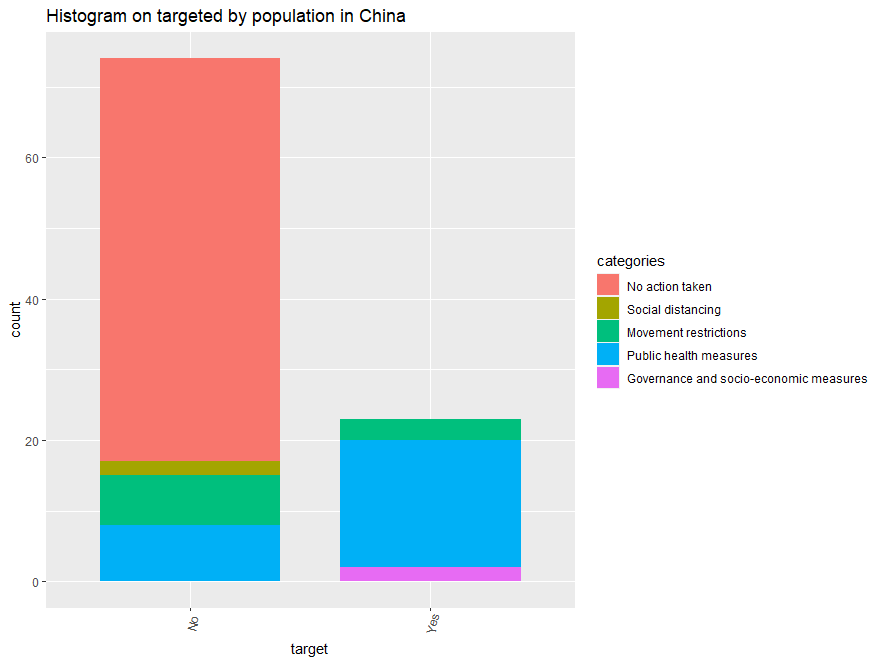 Histogram on targeted by population in China
60
40
20
0
count
No
Yes
target
categories
No action taken
Social distancing
Movement restrictions
Public health measures
Governance and socio-economic measures